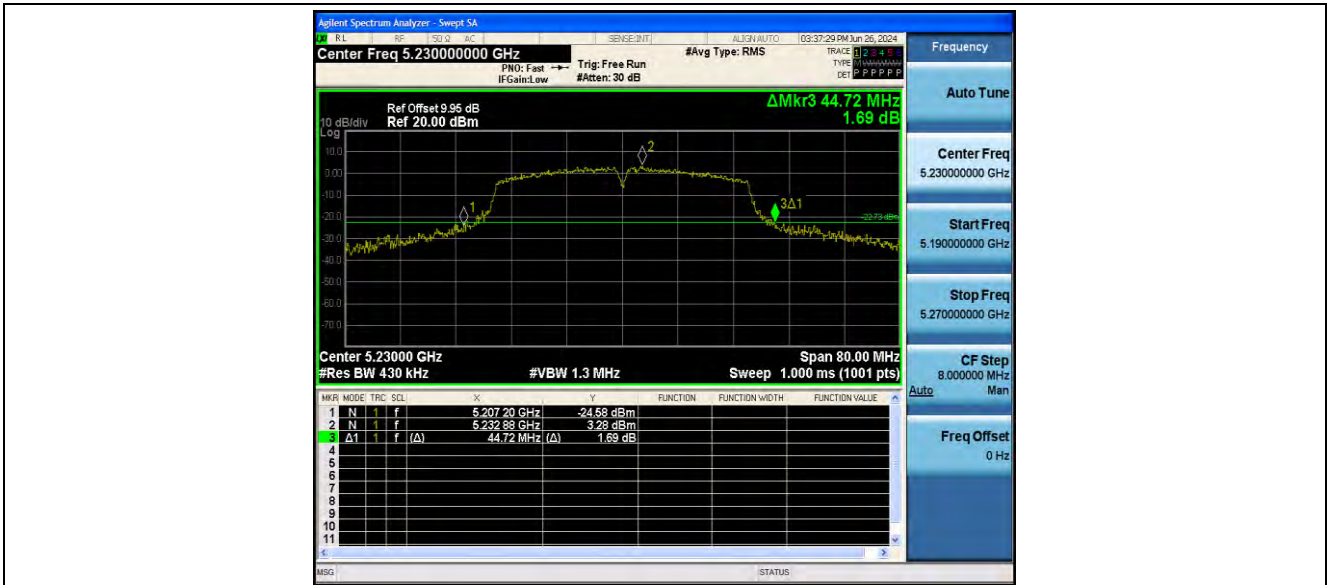 Agilent Spectrum Analyzer - Swept SA
RL RF 50 Ω AC SENSE:INT ALIGN AUTO 03:37:29 PM Jun 26, 2024
Center Freq 5.230000000 GHz #Avg Type: RMS TRACE 1 2 3 4 5 6
PNO: Fast Trig: Free Run TYPE M WWWWW
IFGain:Low #Atten: 30 dB DET P P P P P P
Ref Offset 9.95 dB ΔMkr3 44.72 MHz
10 dB/div Ref 20.00 dBm 1.69 dB
Log
10.0
0.00
-10.0
-20.0
-30.0
-40.0
-50.0
-60.0
-70.0
1
2
3Δ1
-22.73 dBm
Center 5.23000 GHz Span 80.00 MHz
#Res BW 430 kHz #VBW 1.3 MHz Sweep 1.000 ms (1001 pts)
MKR MODE TRC SCL X Y FUNCTION FUNCTION WIDTH FUNCTION VALUE
1 N 1 f 5.207 20 GHz -24.58 dBm
2 N 1 f 5.232 88 GHz 3.28 dBm
3 Δ1 1 f (Δ) 44.72 MHz (Δ) 1.69 dB
4
5
6
7
8
9
10
11
MSG STATUS
Frequency
Auto Tune
Center Freq
5.230000000 GHz
Start Freq
5.190000000 GHz
Stop Freq
5.270000000 GHz
CF Step
8.000000 MHz
Auto Man
Freq Offset
0 Hz